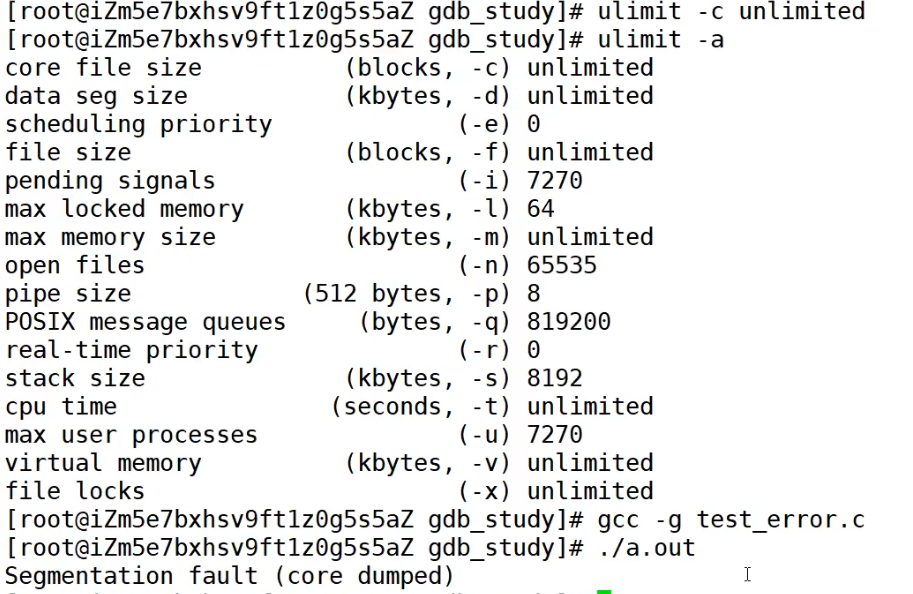 [root@iZm5e7bxhsv9ft1z0g5s5aZ gdb_study]# ulimit -c unlimited
[root@iZm5e7bxhsv9ft1z0g5s5aZ gdb_study]# ulimit -a
core file size          (blocks, -c) unlimited
data seg size           (kbytes, -d) unlimited
scheduling priority             (-e) 0
file size               (blocks, -f) unlimited
pending signals                 (-i) 7270
max locked memory       (kbytes, -l) 64
max memory size         (kbytes, -m) unlimited
open files                      (-n) 65535
pipe size            (512 bytes, -p) 8
POSIX message queues     (bytes, -q) 819200
real-time priority              (-r) 0
stack size              (kbytes, -s) 8192
cpu time               (seconds, -t) unlimited
max user processes              (-u) 7270
virtual memory          (kbytes, -v) unlimited
file locks                      (-x) unlimited
[root@iZm5e7bxhsv9ft1z0g5s5aZ gdb_study]# gcc -g test_error.c
[root@iZm5e7bxhsv9ft1z0g5s5aZ gdb_study]# ./a.out
Segmentation fault (core dumped)